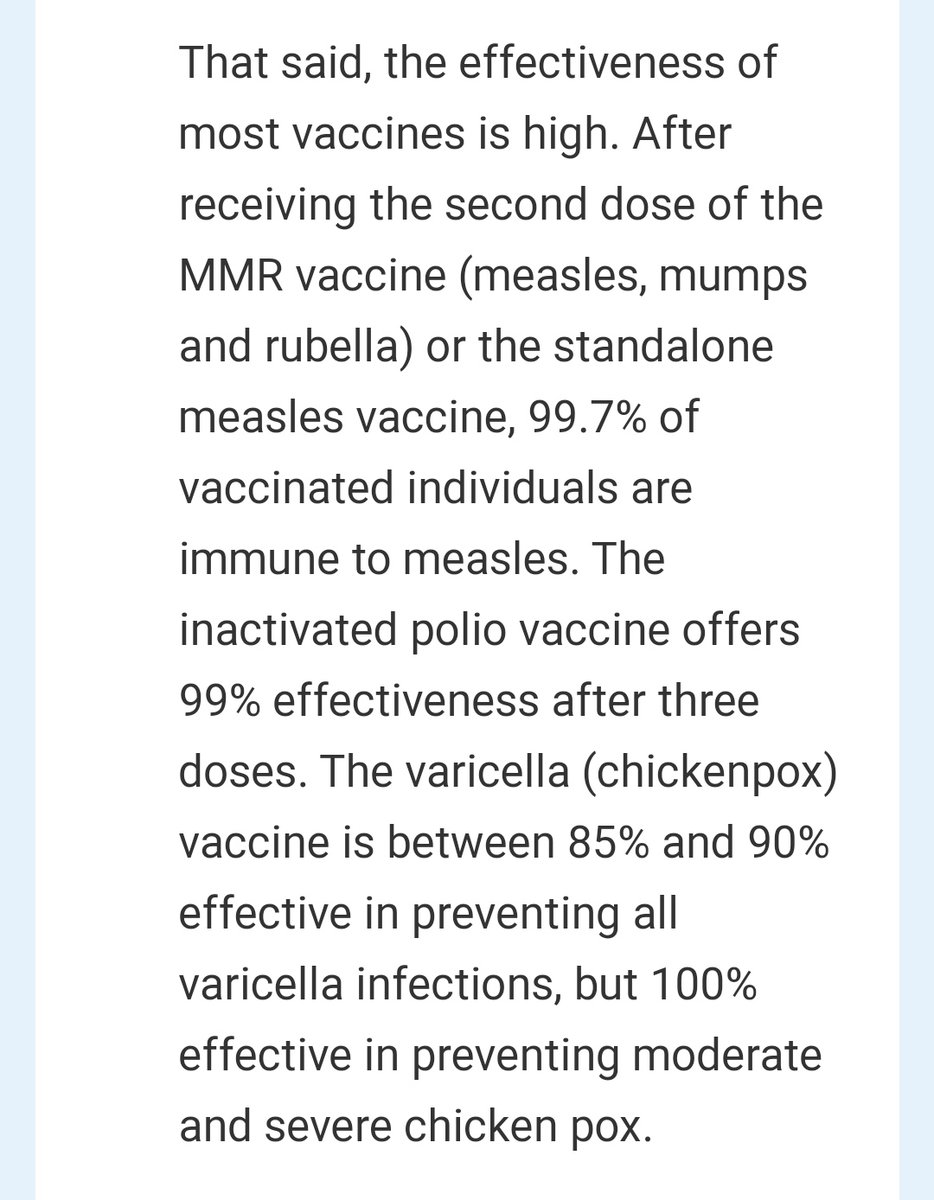 That said, the effectiveness of
most vaccines is high. After
receiving the second dose of the
MMR vaccine (measles, mumps
and rubella) or the standalone
measles vaccine, 99.7% of
vaccinated individuals are
immune to measles. The
inactivated polio vaccine offers
99% effectiveness after three
doses. The varicella (chickenpox)
vaccine is between 85% and 90%
effective in preventing all
varicella infections, but 100%
effective in preventing moderate
and severe chicken pox.